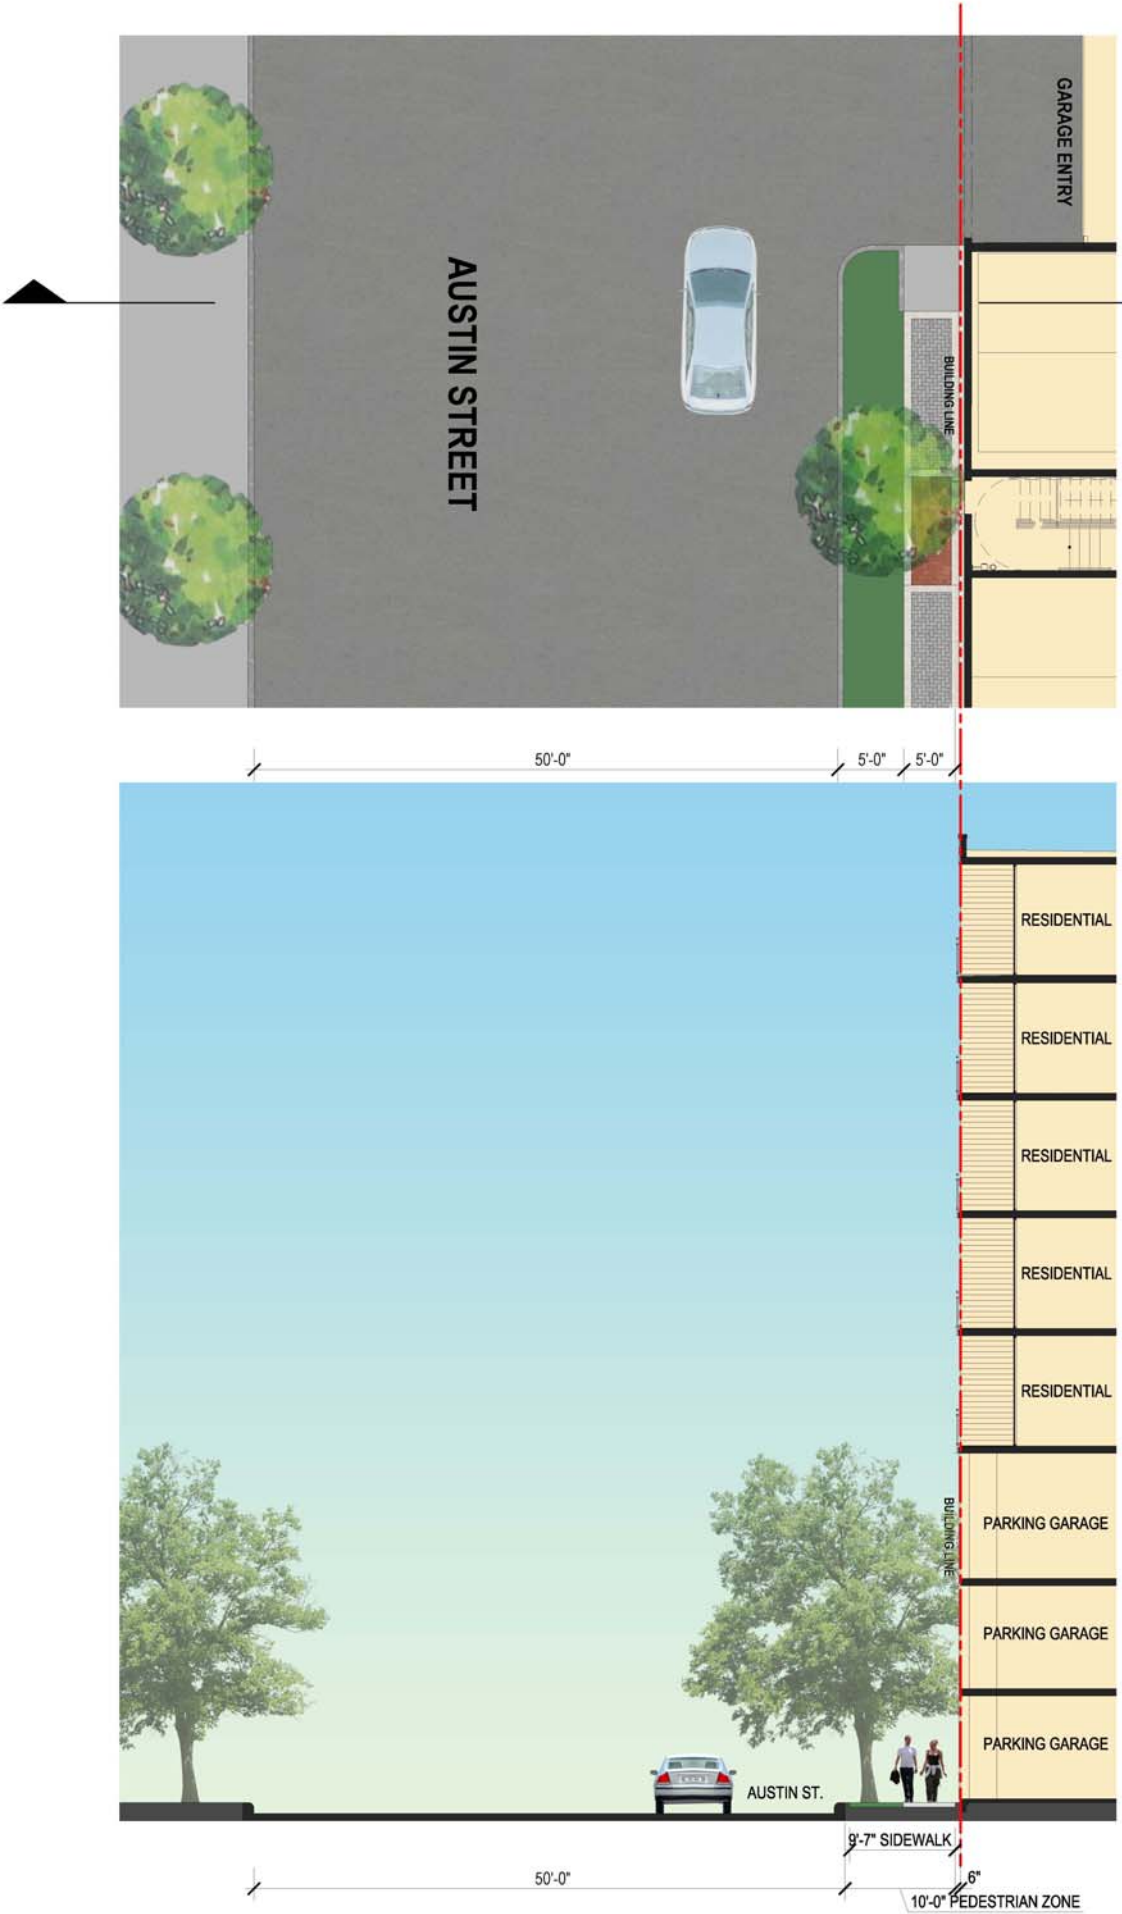 GARAGE ENTRY
AUSTIN STREET
BUILDING LINE
50'-0"
5'-0"
5'-0"
RESIDENTIAL
RESIDENTIAL
RESIDENTIAL
RESIDENTIAL
RESIDENTIAL
BUILDING LINE
PARKING GARAGE
PARKING GARAGE
PARKING GARAGE
AUSTIN ST.
9'-7" SIDEWALK
50'-0"
6"
10'-0" PEDESTRIAN ZONE